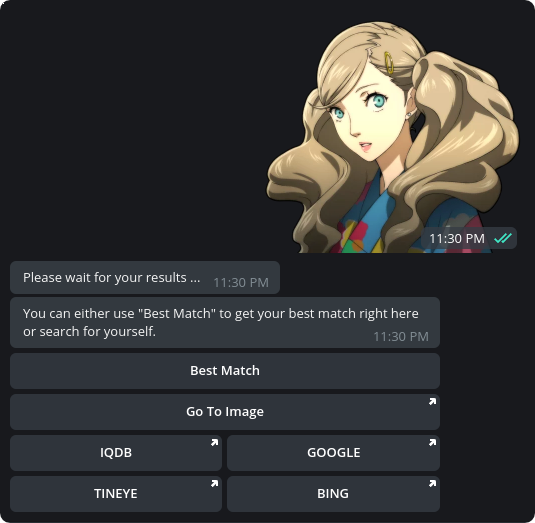 11:30 PM
Please wait for your results ... 11:30 PM
You can either use "Best Match" to get your best match right here
or search for yourself.
11:30 PM
Best Match
Go To Image
IQDB
GOOGLE
TINEYE
BING